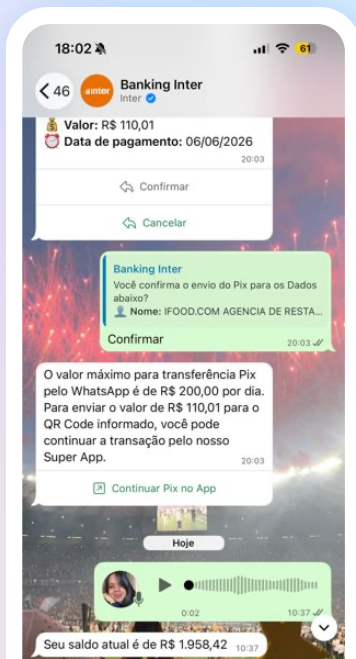 18:02
61
46
inter
Banking Inter
Inter
Valor: R$ 110,01
Data de pagamento: 06/06/2026
20:03
Confirmar
Cancelar
Banking Inter
Você confirma o envio do Pix para os Dados
abaixo?
Nome: IFOOD.COM AGENCIA DE RESTA...
Confirmar
20:03
O valor máximo para transferência Pix
pelo WhatsApp é de R$ 200,00 por dia.
Para enviar o valor de R$ 110,01 para o
QR Code informado, você pode
continuar a transação pelo nosso
Super App.
20:03
Continuar Pix no App
Hoje
0:02
10:37
Seu saldo atual é de R$ 1.958,42 10:37